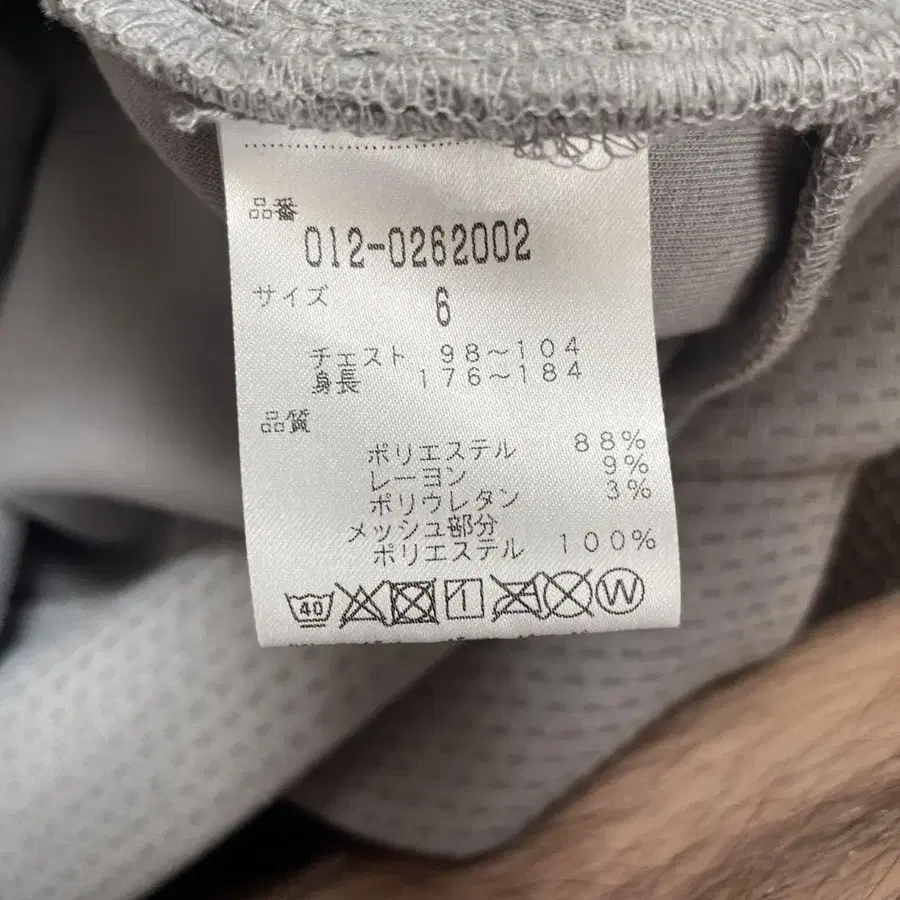 品番
012-0262002
サイズ 6
チェスト 98～104
身長 176～184
品質
ポリエステル 88%
レーヨン 9%
ポリウレタン 3%
メッシュ部分
ポリエステル 100%
40 W